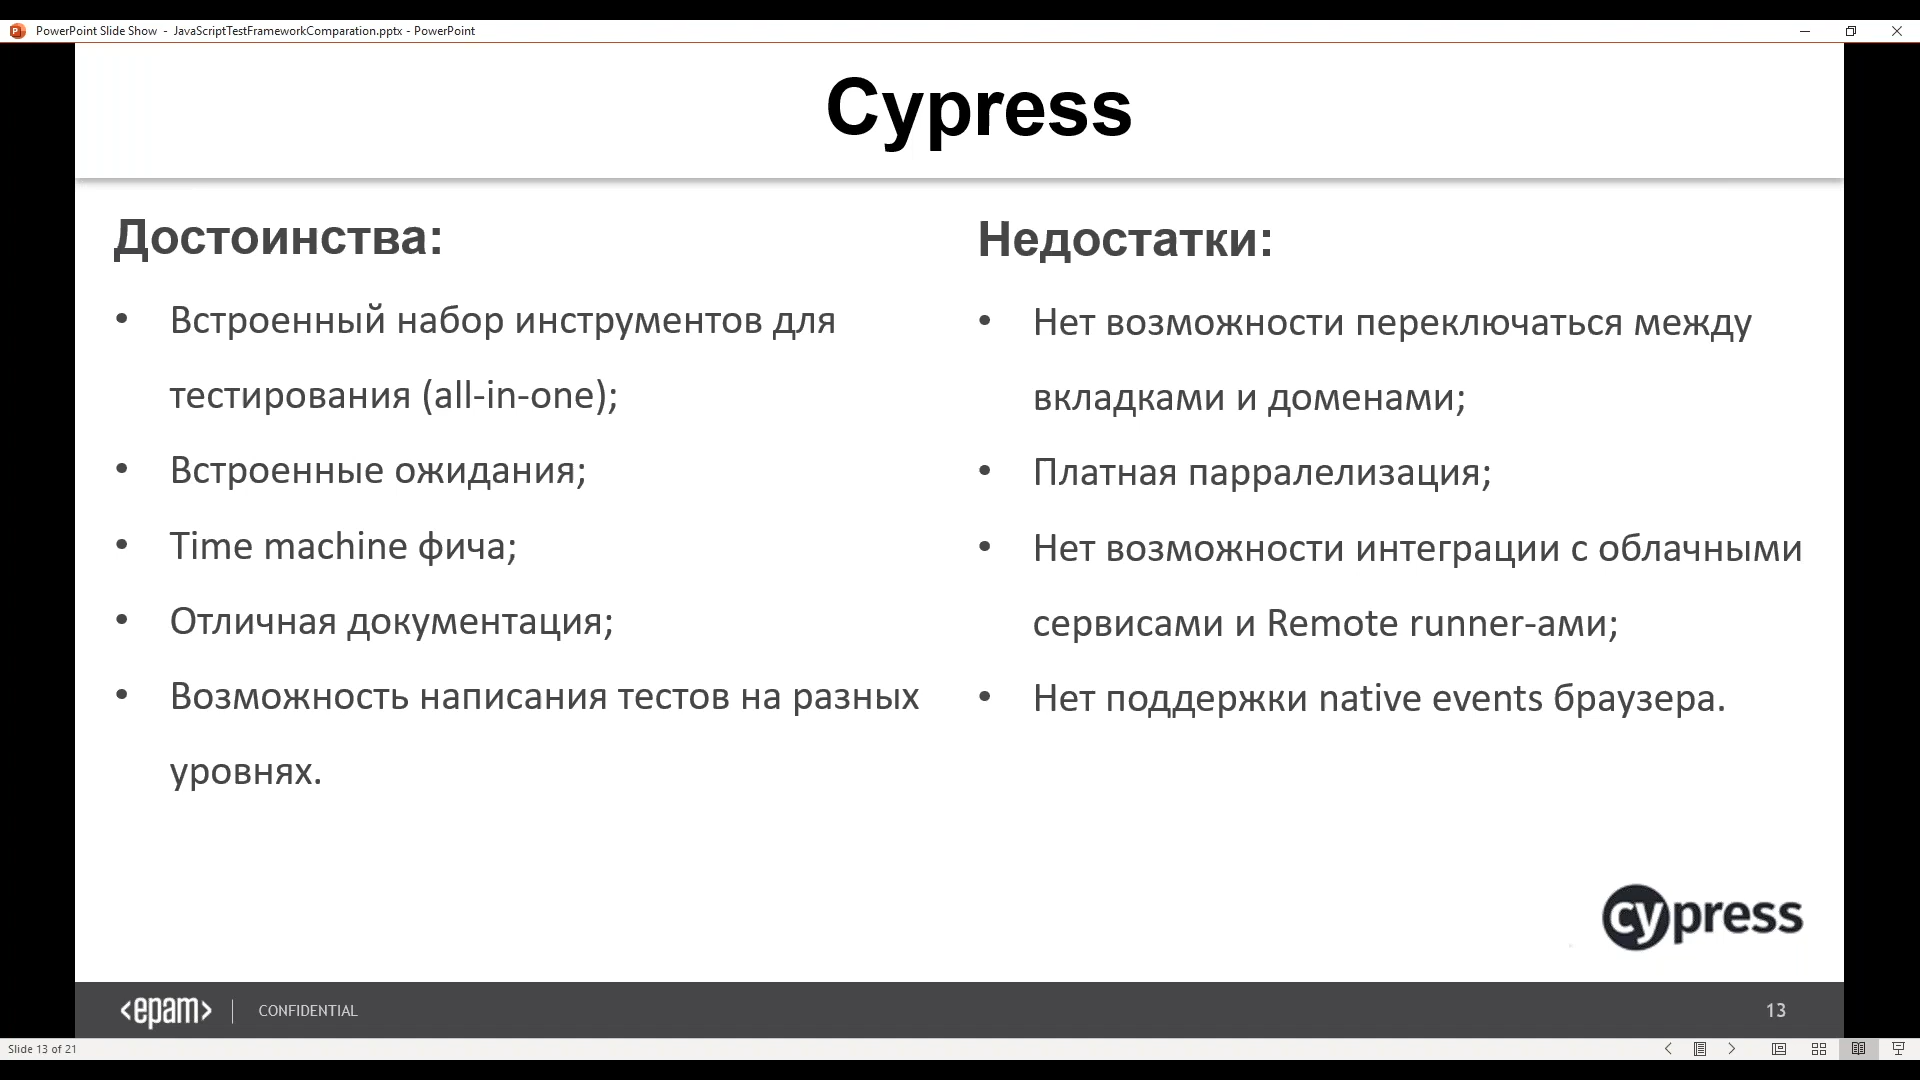 PowerPoint Slide Show - JavaScriptTestFrameworkComparation.pptx - PowerPoint
Cypress
Достоинства:
• Встроенный набор инструментов для
тестирования (all-in-one);
• Встроенные ожидания;
• Time machine фича;
• Отличная документация;
• Возможность написания тестов на разных
уровнях.
Недостатки:
• Нет возможности переключаться между
вкладками и доменами;
• Платная парралелизация;
• Нет возможности интеграции с облачными
сервисами и Remote runner-ами;
• Нет поддержки native events браузера.
cypress
<epam> | CONFIDENTIAL
13
Slide 13 of 21